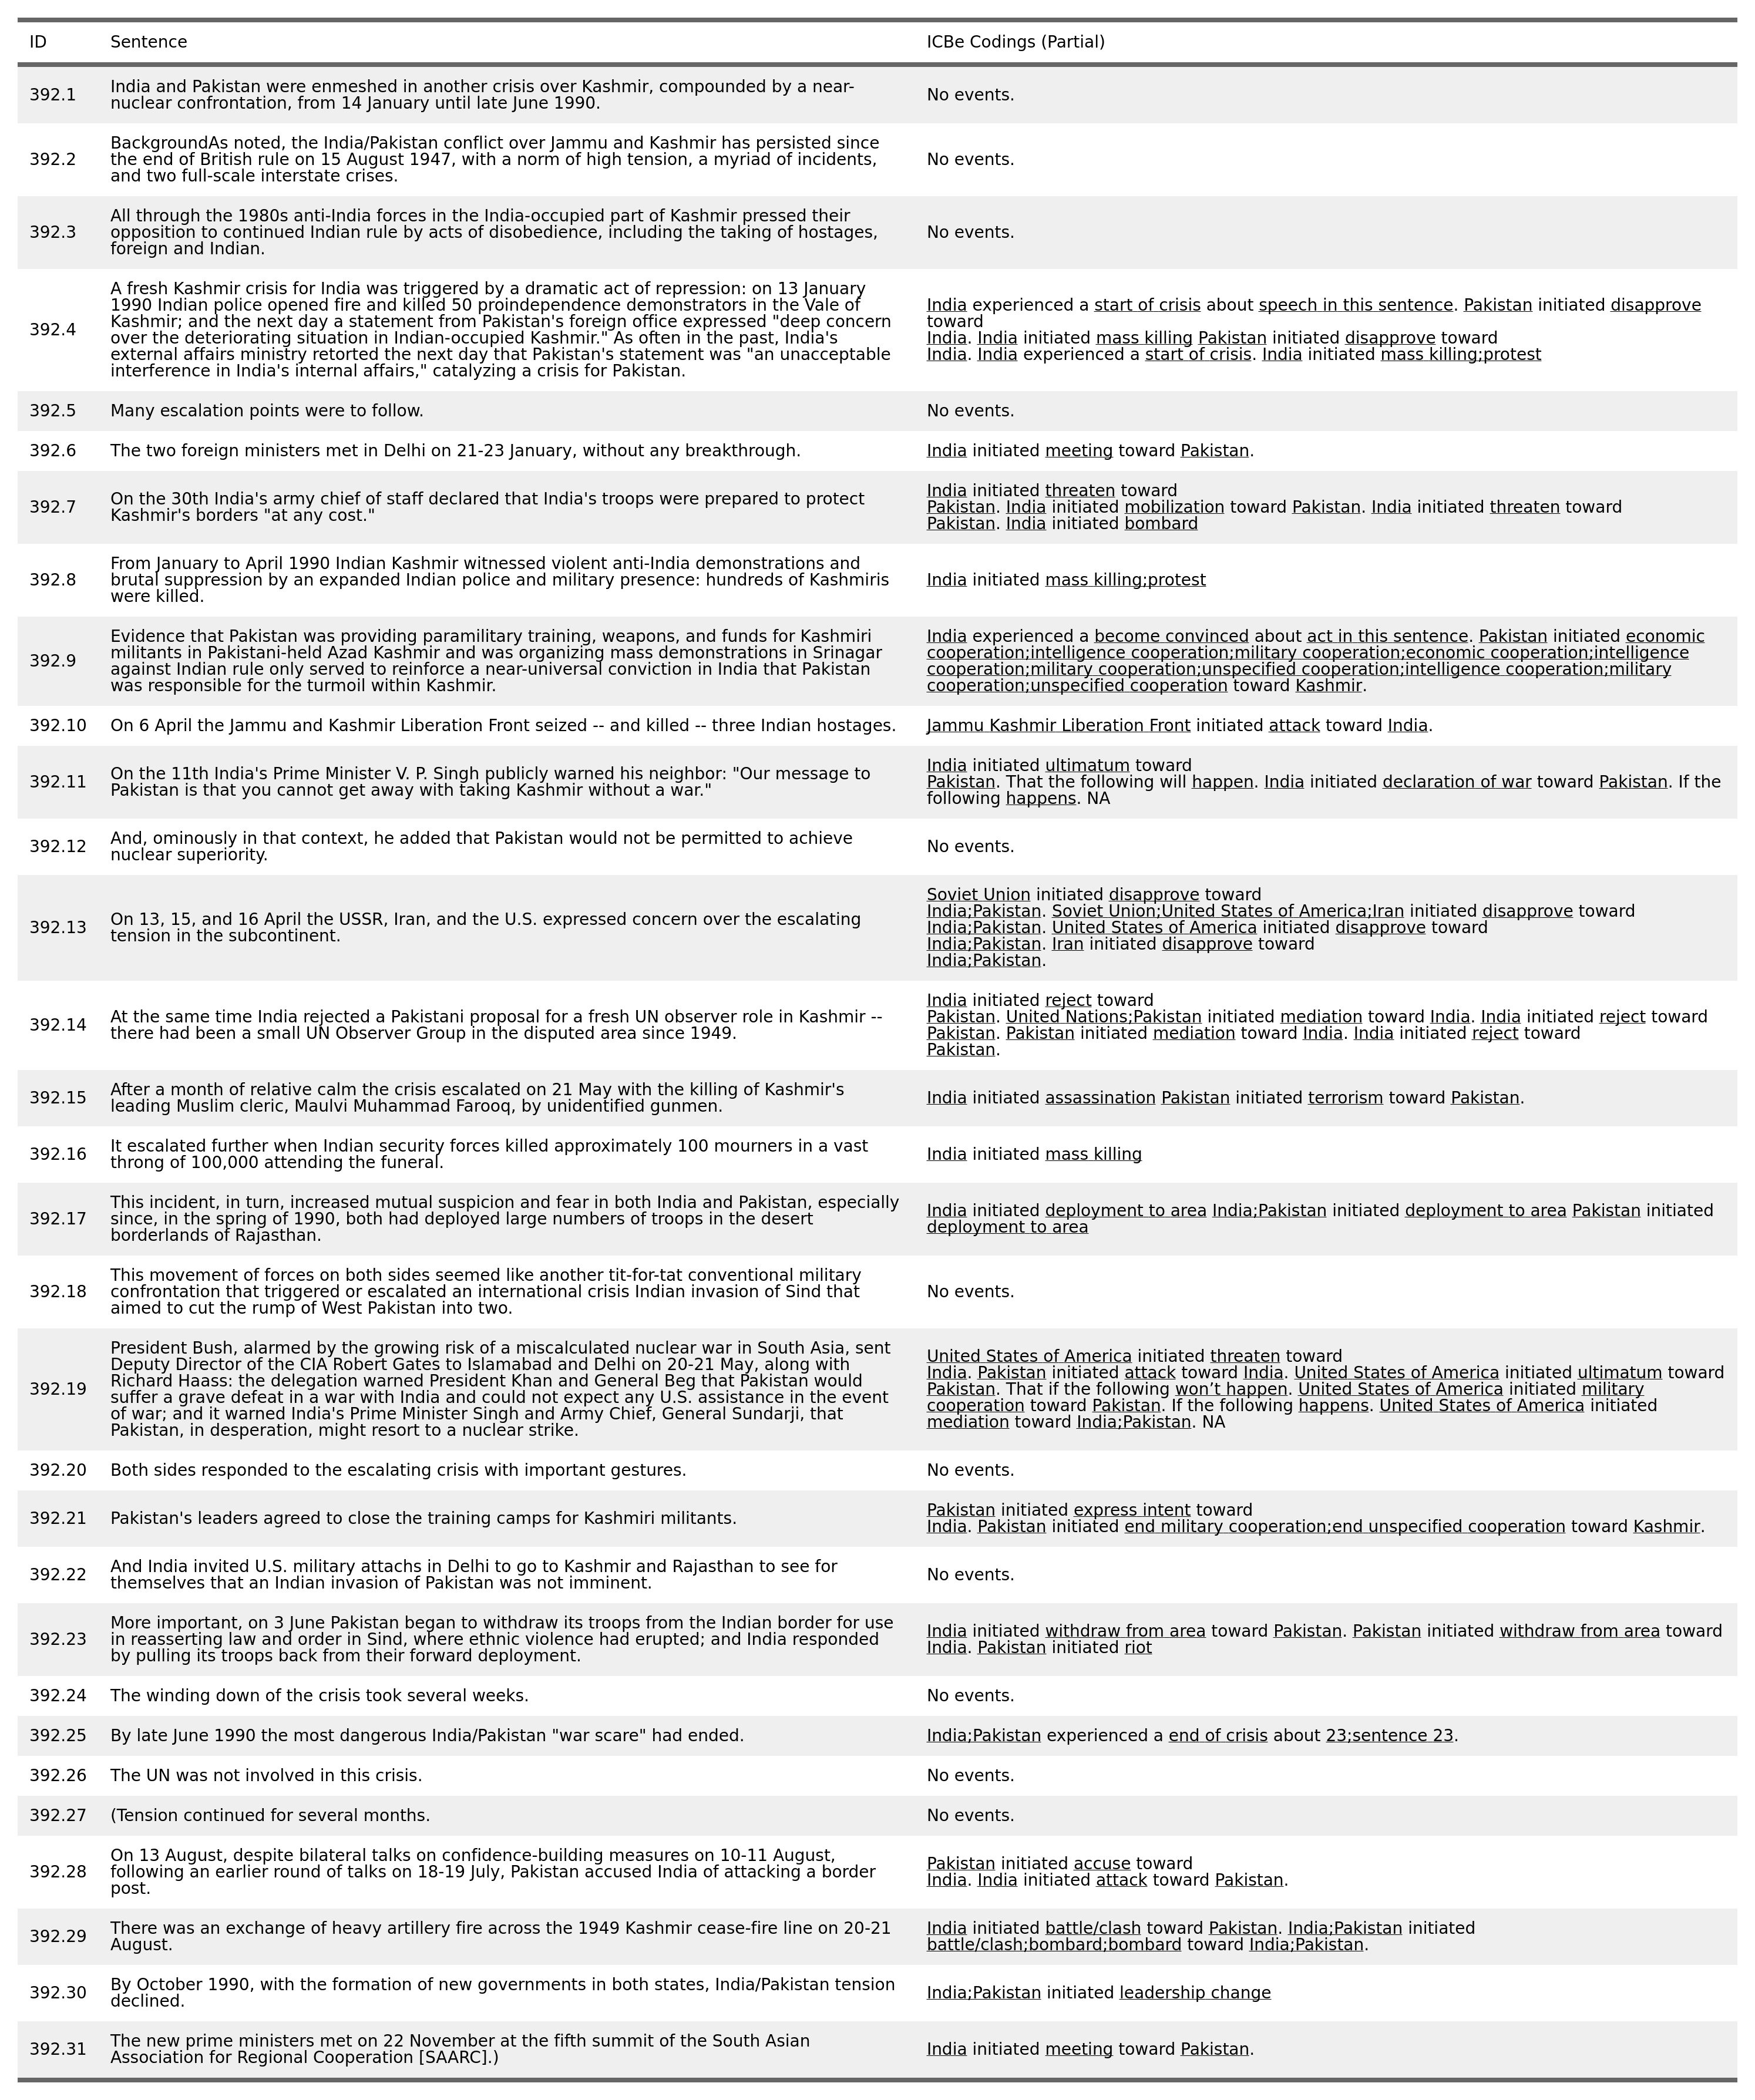 ID Sentence ICBe Codings (Partial)
392.1
India and Pakistan were enmeshed in another crisis over Kashmir, compounded by a near-
nuclear confrontation, from 14 January until late June 1990.
No events.
392.2
BackgroundAs noted, the India/Pakistan conflict over Jammu and Kashmir has persisted since
the end of British rule on 15 August 1947, with a norm of high tension, a myriad of incidents,
and two full-scale interstate crises.
No events.
392.3
All through the 1980s anti-India forces in the India-occupied part of Kashmir pressed their
opposition to continued Indian rule by acts of disobedience, including the taking of hostages,
foreign and Indian.
No events.
392.4
A fresh Kashmir crisis for India was triggered by a dramatic act of repression: on 13 January
1990 Indian police opened fire and killed 50 proindependence demonstrators in the Vale of
Kashmir; and the next day a statement from Pakistan's foreign office expressed "deep concern
over the deteriorating situation in Indian-occupied Kashmir." As often in the past, India's
external affairs ministry retorted the next day that Pakistan's statement was "an unacceptable
interference in India's internal affairs," catalyzing a crisis for Pakistan.
India experienced a start of crisis about speech in this sentence. Pakistan initiated disapprove
toward
India. India initiated mass killing Pakistan initiated disapprove toward
India. India experienced a start of crisis. India initiated mass killing;protest
392.5
Many escalation points were to follow.
No events.
392.6
The two foreign ministers met in Delhi on 21-23 January, without any breakthrough.
India initiated meeting toward Pakistan.
392.7
On the 30th India's army chief of staff declared that India's troops were prepared to protect
Kashmir's borders "at any cost."
India initiated threaten toward
Pakistan. India initiated mobilization toward Pakistan. India initiated threaten toward
Pakistan. India initiated bombard
392.8
From January to April 1990 Indian Kashmir witnessed violent anti-India demonstrations and
brutal suppression by an expanded Indian police and military presence: hundreds of Kashmiris
were killed.
India initiated mass killing;protest
392.9
Evidence that Pakistan was providing paramilitary training, weapons, and funds for Kashmiri
militants in Pakistani-held Azad Kashmir and was organizing mass demonstrations in Srinagar
against Indian rule only served to reinforce a near-universal conviction in India that Pakistan
was responsible for the turmoil within Kashmir.
India experienced a become convinced about act in this sentence. Pakistan initiated economic
cooperation;intelligence cooperation;military cooperation;economic cooperation;intelligence
cooperation;military cooperation;unspecified cooperation;intelligence cooperation;military
cooperation;unspecified cooperation toward Kashmir.
392.10
On 6 April the Jammu and Kashmir Liberation Front seized -- and killed -- three Indian hostages.
Jammu Kashmir Liberation Front initiated attack toward India.
392.11
On the 11th India's Prime Minister V. P. Singh publicly warned his neighbor: "Our message to
Pakistan is that you cannot get away with taking Kashmir without a war."
India initiated ultimatum toward
Pakistan. That the following will happen. India initiated declaration of war toward Pakistan. If the
following happens. NA
392.12
And, ominously in that context, he added that Pakistan would not be permitted to achieve
nuclear superiority.
No events.
392.13
On 13, 15, and 16 April the USSR, Iran, and the U.S. expressed concern over the escalating
tension in the subcontinent.
Soviet Union initiated disapprove toward
India;Pakistan. Soviet Union;United States of America;Iran initiated disapprove toward
India;Pakistan. United States of America initiated disapprove toward
India;Pakistan. Iran initiated disapprove toward
India;Pakistan.
392.14
At the same time India rejected a Pakistani proposal for a fresh UN observer role in Kashmir --
there had been a small UN Observer Group in the disputed area since 1949.
India initiated reject toward
Pakistan. United Nations;Pakistan initiated mediation toward India. India initiated reject toward
Pakistan. Pakistan initiated mediation toward India. India initiated reject toward
Pakistan.
392.15
After a month of relative calm the crisis escalated on 21 May with the killing of Kashmir's
leading Muslim cleric, Maulvi Muhammad Farooq, by unidentified gunmen.
India initiated assassination Pakistan initiated terrorism toward Pakistan.
392.16
It escalated further when Indian security forces killed approximately 100 mourners in a vast
throng of 100,000 attending the funeral.
India initiated mass killing
392.17
This incident, in turn, increased mutual suspicion and fear in both India and Pakistan, especially
since, in the spring of 1990, both had deployed large numbers of troops in the desert
borderlands of Rajasthan.
India initiated deployment to area India;Pakistan initiated deployment to area Pakistan initiated
deployment to area
392.18
This movement of forces on both sides seemed like another tit-for-tat conventional military
confrontation that triggered or escalated an international crisis Indian invasion of Sind that
aimed to cut the rump of West Pakistan into two.
No events.
392.19
President Bush, alarmed by the growing risk of a miscalculated nuclear war in South Asia, sent
Deputy Director of the CIA Robert Gates to Islamabad and Delhi on 20-21 May, along with
Richard Haass: the delegation warned President Khan and General Beg that Pakistan would
suffer a grave defeat in a war with India and could not expect any U.S. assistance in the event
of war; and it warned India's Prime Minister Singh and Army Chief, General Sundarji, that
Pakistan, in desperation, might resort to a nuclear strike.
United States of America initiated threaten toward
India. Pakistan initiated attack toward India. United States of America initiated ultimatum toward
Pakistan. That if the following won’t happen. United States of America initiated military
cooperation toward Pakistan. If the following happens. United States of America initiated
mediation toward India;Pakistan. NA
392.20
Both sides responded to the escalating crisis with important gestures.
No events.
392.21
Pakistan's leaders agreed to close the training camps for Kashmiri militants.
Pakistan initiated express intent toward
India. Pakistan initiated end military cooperation;end unspecified cooperation toward Kashmir.
392.22
And India invited U.S. military attachs in Delhi to go to Kashmir and Rajasthan to see for
themselves that an Indian invasion of Pakistan was not imminent.
No events.
392.23
More important, on 3 June Pakistan began to withdraw its troops from the Indian border for use
in reasserting law and order in Sind, where ethnic violence had erupted; and India responded
by pulling its troops back from their forward deployment.
India initiated withdraw from area toward Pakistan. Pakistan initiated withdraw from area toward
India. Pakistan initiated riot
392.24
The winding down of the crisis took several weeks.
No events.
392.25
By late June 1990 the most dangerous India/Pakistan "war scare" had ended.
India;Pakistan experienced a end of crisis about 23;sentence 23.
392.26
The UN was not involved in this crisis.
No events.
392.27
(Tension continued for several months.
No events.
392.28
On 13 August, despite bilateral talks on confidence-building measures on 10-11 August,
following an earlier round of talks on 18-19 July, Pakistan accused India of attacking a border
post.
Pakistan initiated accuse toward
India. India initiated attack toward Pakistan.
392.29
There was an exchange of heavy artillery fire across the 1949 Kashmir cease-fire line on 20-21
August.
India initiated battle/clash toward Pakistan. India;Pakistan initiated
battle/clash;bombard;bombard toward India;Pakistan.
392.30
By October 1990, with the formation of new governments in both states, India/Pakistan tension
declined.
India;Pakistan initiated leadership change
392.31
The new prime ministers met on 22 November at the fifth summit of the South Asian
Association for Regional Cooperation [SAARC].)
India initiated meeting toward Pakistan.